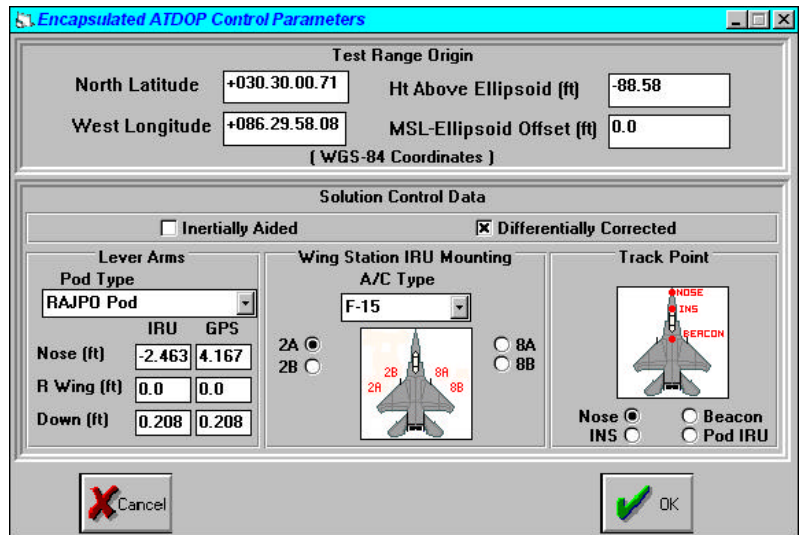 Encapsulated ATDOP Control Parameters
Test Range Origin
North Latitude +030.30.00.71 Ht Above Ellipsoid (ft) -88.58
West Longitude +086.29.58.08 MSL-Ellipsoid Offset (ft) 0.0
( WGS-84 Coordinates )
Solution Control Data
Inertially Aided Differentially Corrected
Lever Arms
Pod Type
RAJPO Pod
IRU GPS
Nose (ft) -2.463 4.167
R Wing (ft) 0.0 0.0
Down (ft) 0.208 0.208
Wing Station IRU Mounting
A/C Type
F-15
2A 8A
2B 8B
2B 8A
2A 8B
Track Point
NOSE
INS
BEACON
Nose Beacon
INS Pod IRU
Cancel OK